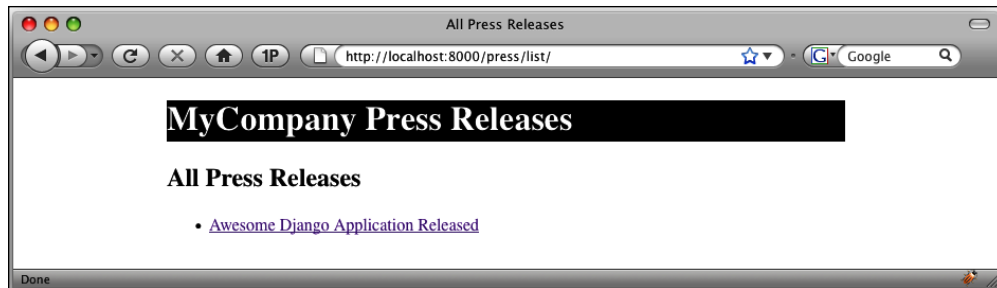 All Press Releases
1P
http://localhost:8000/press/list/
G
Google
MyCompany Press Releases
All Press Releases
• Awesome Django Application Released
Done